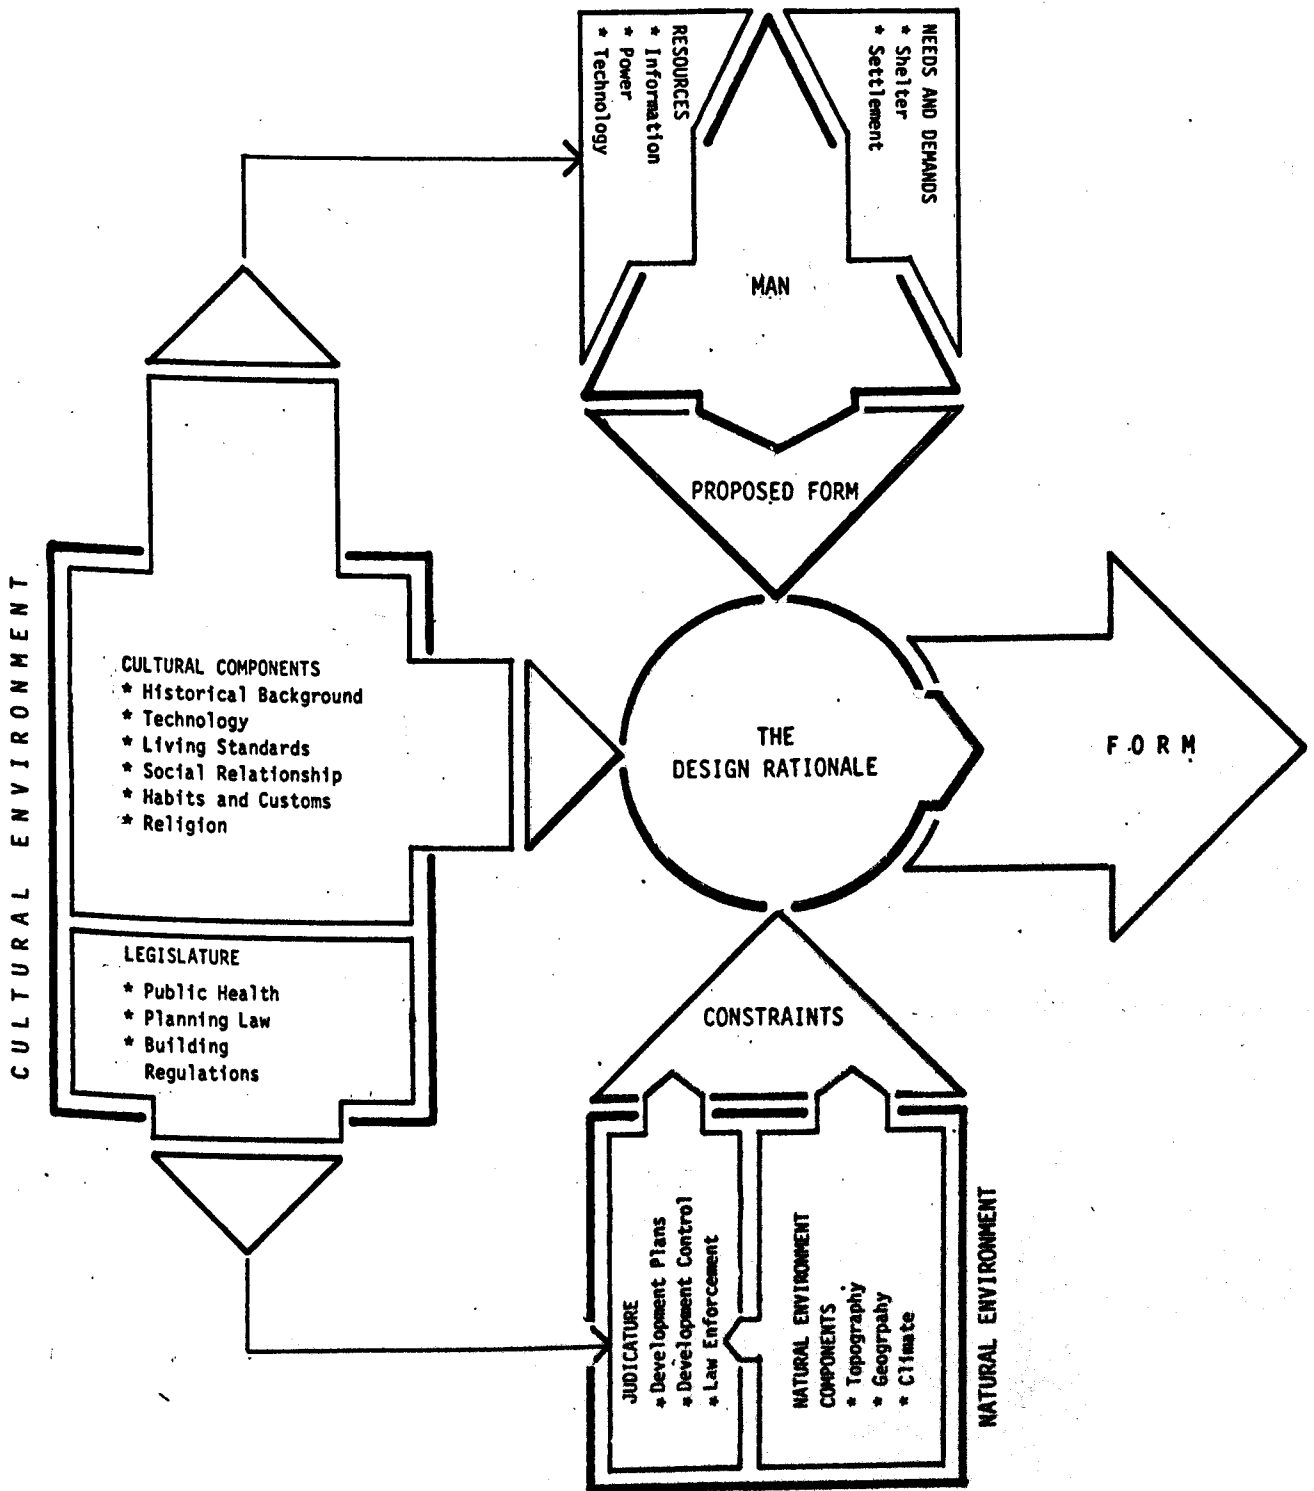 RESOURCES
* Information
* Power
* Technology
NEEDS AND DEMANDS
* Shelter
* Settlement
MAN
PROPOSED FORM
CULTURAL ENVIRONMENT
CULTURAL COMPONENTS
* Historical Background
* Technology
* Living Standards
* Social Relationship
* Habits and Customs
* Religion
THE
DESIGN RATIONALE
FORM
LEGISLATURE
* Public Health
* Planning Law
* Building
Regulations
CONSTRAINTS
JUDICATURE
* Development Plans
* Development Control
* Law Enforcement
NATURAL ENVIRONMENT
COMPONENTS
* Topography
* Geogrpahy
* Climate
NATURAL ENVIRONMENT